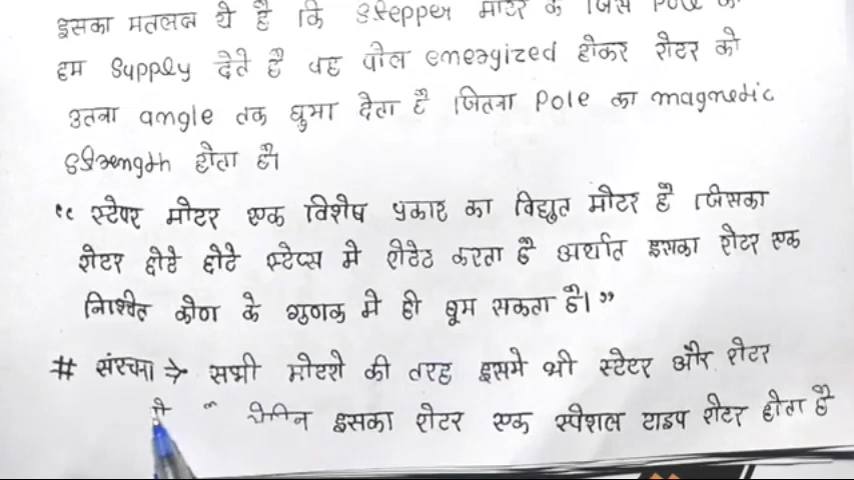 इसका मतलब ये है कि Stepper मोटर के जिस Pole को
हम Supply देते है वह पोल energized होकर रोटर को
उतना angle तक घुमा देता है जितना Pole का magnetic
Strength होता है।
“ स्टेपर मोटर एक विशेष प्रकार का विद्युत मोटर है जिसका
रोटर छोटे छोटे स्टेप्स मे रोटेट करता है अर्थात इसका रोटर एक
निश्चित कोण के गुणक मे ही घूम सकता है। ”
# संरचना → सभी मोटरो की तरह इसमे भी स्टेटर और रोटर
इसका रोटर एक स्पेशल टाइप रोटर होता है